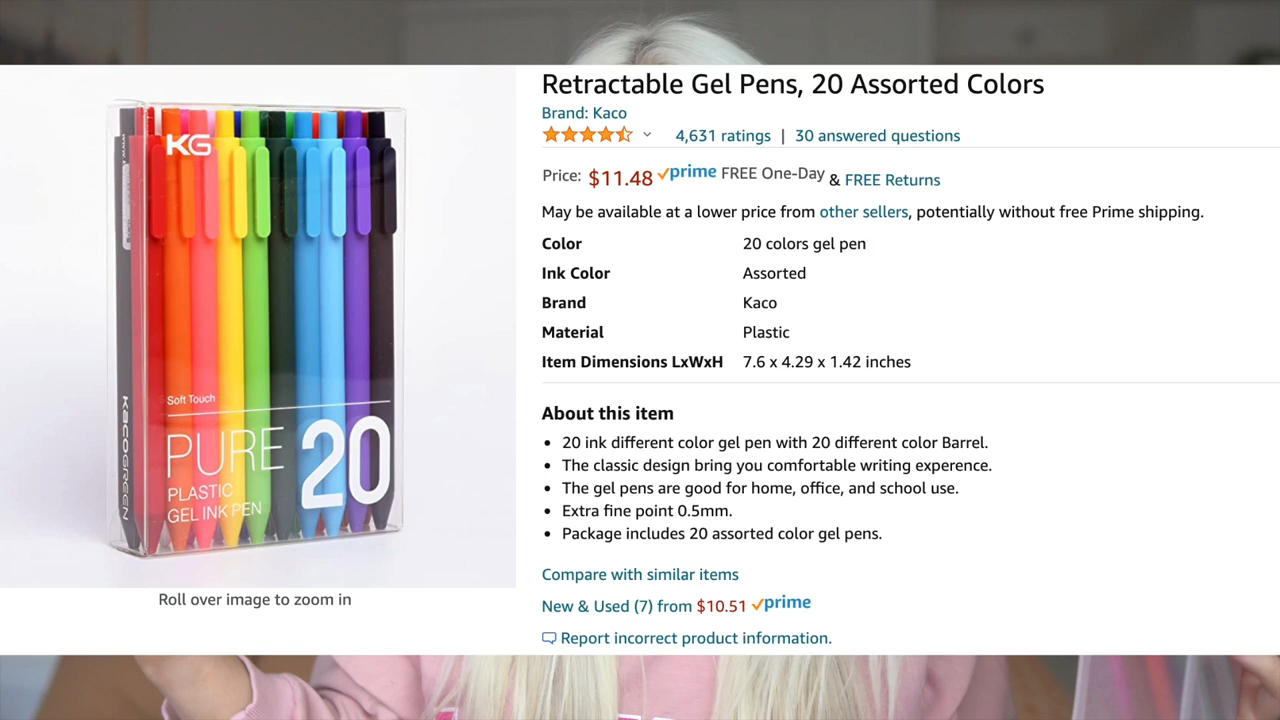 KG
Soft Touch
PURE 20
PLASTIC
GEL INK PEN
KACOGREEN
Roll over image to zoom in
Retractable Gel Pens, 20 Assorted Colors
Brand: Kaco
4,631 ratings | 30 answered questions
Price: $11.48 prime FREE One-Day & FREE Returns
May be available at a lower price from other sellers, potentially without free Prime shipping.
Color 20 colors gel pen
Ink Color Assorted
Brand Kaco
Material Plastic
Item Dimensions LxWxH 7.6 x 4.29 x 1.42 inches
About this item
• 20 ink different color gel pen with 20 different color Barrel.
• The classic design bring you comfortable writing experence.
• The gel pens are good for home, office, and school use.
• Extra fine point 0.5mm.
• Package includes 20 assorted color gel pens.
Compare with similar items
New & Used (7) from $10.51 prime
Report incorrect product information.